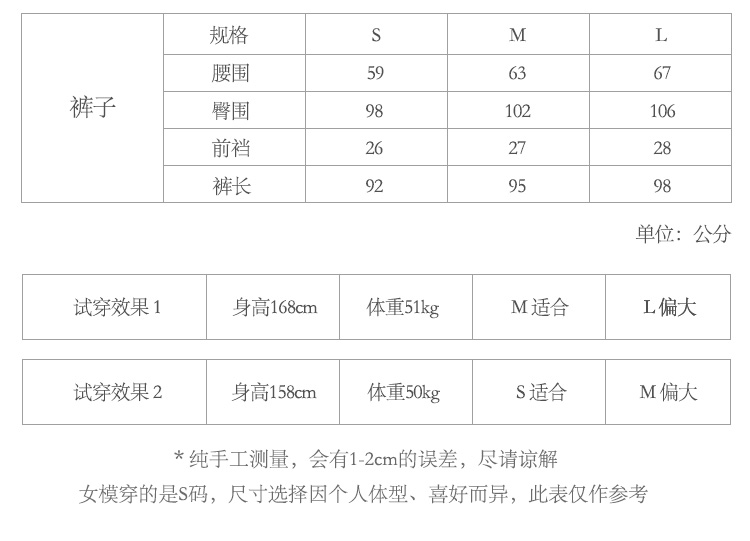 规格 S M L
腰围 59 63 67
裤子
臀围 98 102 106
前裆 26 27 28
裤长 92 95 98
单位：公分
试穿效果1 身高168cm 体重51kg M适合 L偏大
试穿效果2 身高158cm 体重50kg S适合 M偏大
*纯手工测量，会有1-2cm的误差，尽请谅解
女模穿的是S码，尺寸选择因个人体型、喜好而异，此表仅作参考